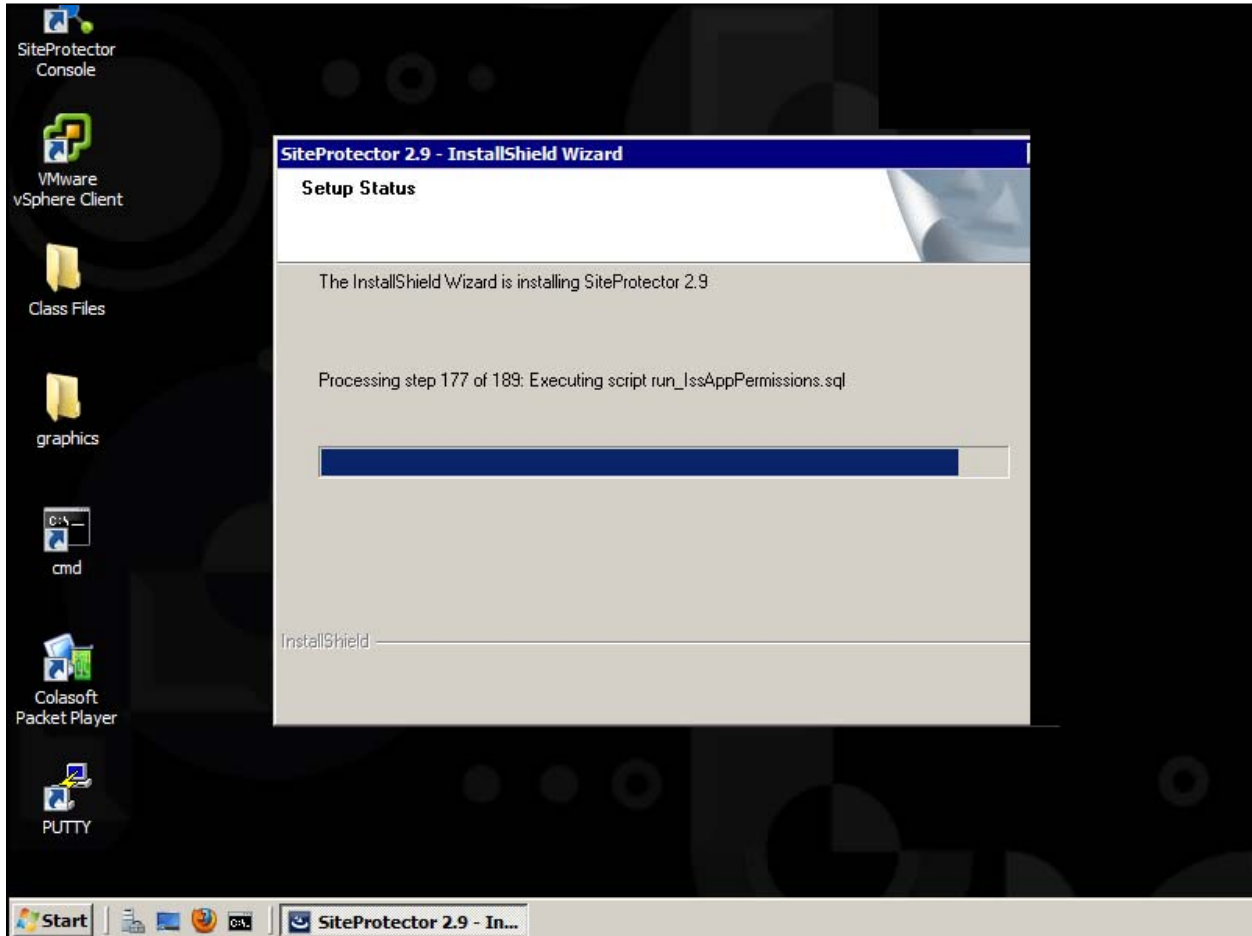 SiteProtector
Console
VMware
vSphere Client
Class Files
graphics
C:\
cmd
Colasoft
Packet Player
PUTTY
SiteProtector 2.9 - InstallShield Wizard
Setup Status
The InstallShield Wizard is installing SiteProtector 2.9
Processing step 177 of 189: Executing script run_IssAppPermissions.sql
InstallShield
Start
SiteProtector 2.9 - In...